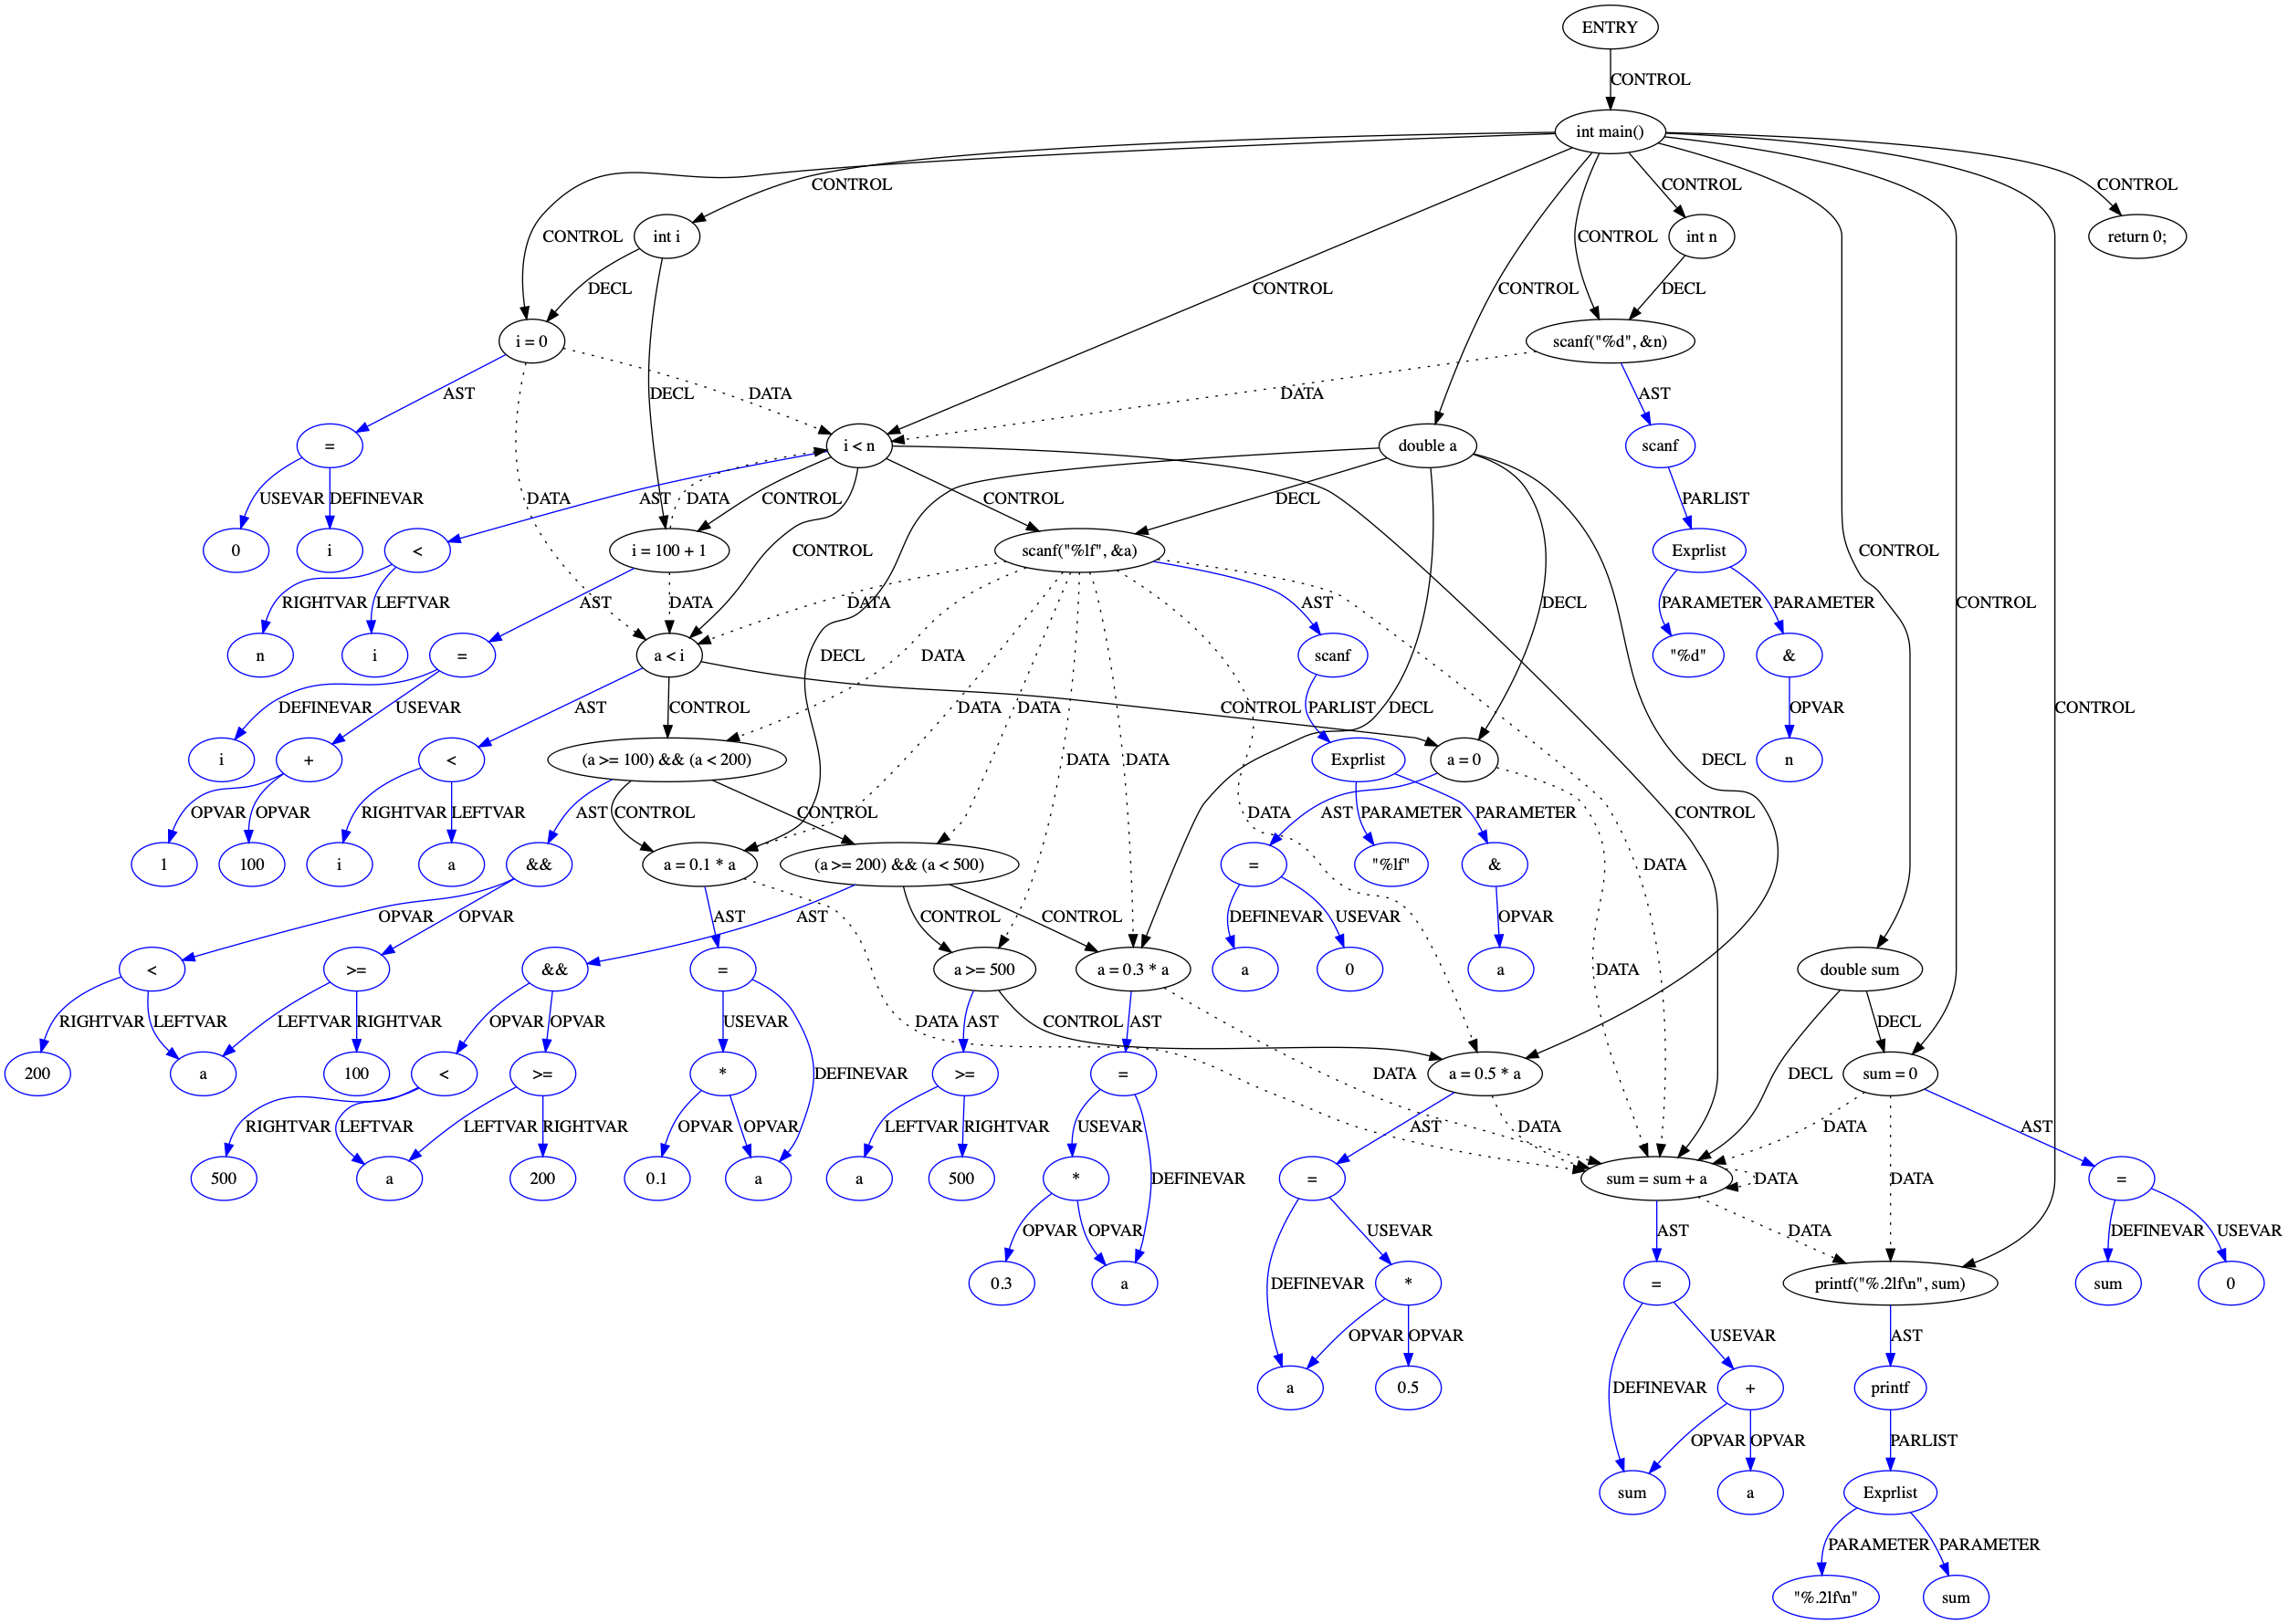 ENTRY
CONTROL
int main()
CONTROL
CONTROL
CONTROL
CONTROL
int i
int n
return 0;
CONTROL
CONTROL
CONTROL
CONTROL
DECL
DECL
i = 0
scanf("%d", &n)
AST
DATA
DECL
DATA
AST
=
i < n
double a
scanf
USEVAR
DEFINEVAR
DATA
AST
DATA
CONTROL
CONTROL
DECL
PARLIST
0
i
<
i = 100 + 1
scanf("%lf", &a)
Exprlist
CONTROL
CONTROL
RIGHTVAR
LEFTVAR
AST
DATA
DATA
AST
DECL
PARAMETER
PARAMETER
CONTROL
n
i
=
a < i
DECL
DATA
scanf
"%d"
&
DEFINEVAR
USEVAR
AST
CONTROL
DATA
DATA
CONTROL
PARLIST
DECL
OPVAR
CONTROL
i
+
<
(a >= 100) && (a < 200)
DATA
DATA
Exprlist
a = 0
DECL
n
OPVAR
OPVAR
RIGHTVAR
LEFTVAR
AST
CONTROL
CONTROL
DATA
AST
PARAMETER
PARAMETER
CONTROL
1
100
i
a
&&
a = 0.1 * a
(a >= 200) && (a < 500)
=
"%lf"
&
DATA
OPVAR
OPVAR
AST
AST
CONTROL
CONTROL
DEFINEVAR
USEVAR
OPVAR
<
>=
&&
=
a >= 500
a = 0.3 * a
a
0
a
DATA
double sum
RIGHTVAR
LEFTVAR
LEFTVAR
RIGHTVAR
OPVAR
OPVAR
USEVAR
DATA
AST
CONTROL
AST
DECL
200
a
100
<
>=
*
DEFINEVAR
>=
=
DATA
a = 0.5 * a
DECL
sum = 0
RIGHTVAR
LEFTVAR
LEFTVAR
RIGHTVAR
OPVAR
OPVAR
LEFTVAR
RIGHTVAR
USEVAR
AST
DATA
DATA
AST
500
a
200
0.1
a
a
500
*
DEFINEVAR
=
sum = sum + a
DATA
DATA
=
OPVAR
OPVAR
USEVAR
AST
DATA
DEFINEVAR
USEVAR
0.3
a
DEFINEVAR
*
=
printf("%.2lf\n", sum)
sum
0
OPVAR
OPVAR
USEVAR
AST
a
0.5
DEFINEVAR
+
printf
OPVAR
OPVAR
PARLIST
sum
a
Exprlist
PARAMETER
PARAMETER
"%.2lf\n"
sum